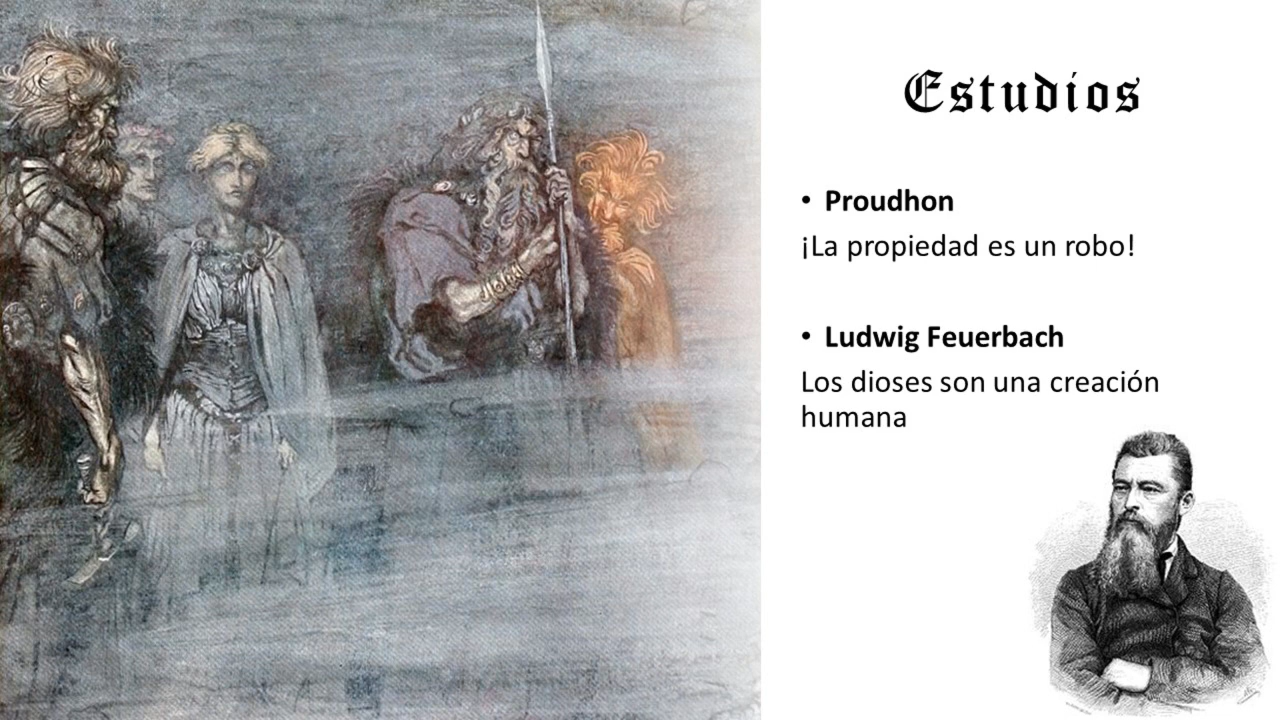 Estudios
• Proudhon
¡La propiedad es un robo!
• Ludwig Feuerbach
Los dioses son una creación
humana